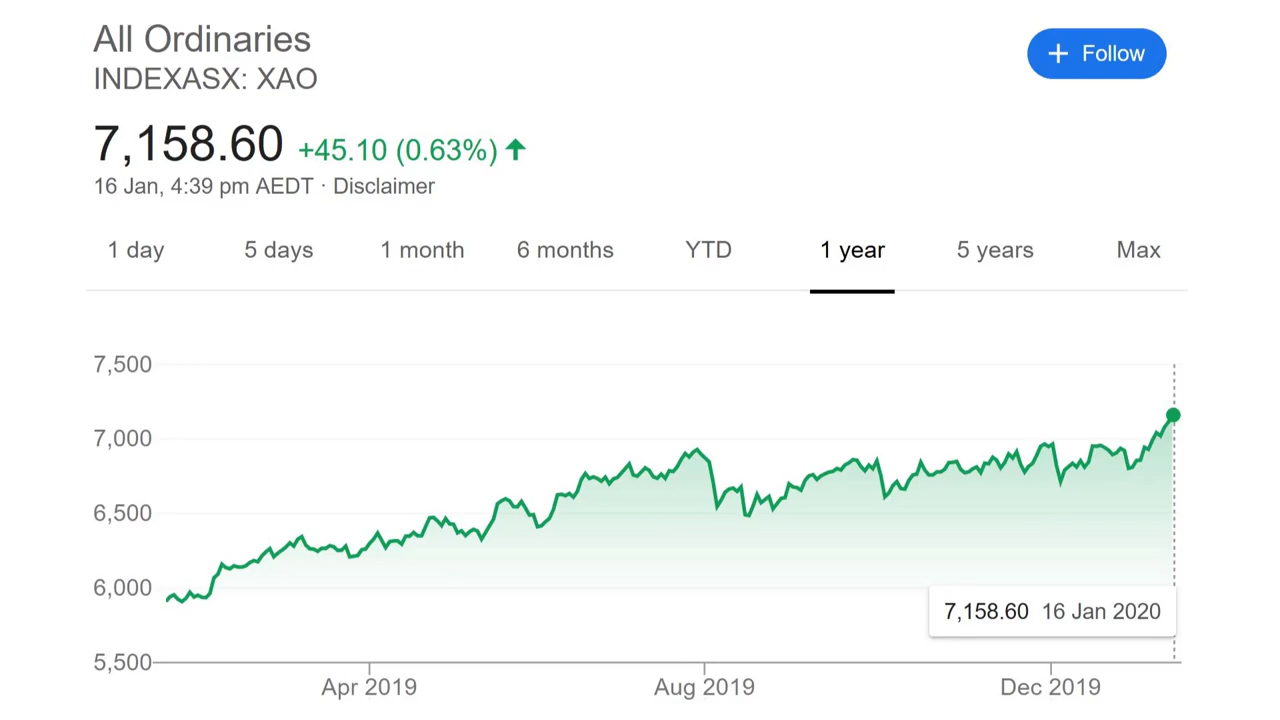 All Ordinaries
+ Follow
INDEXASX: XAO
7,158.60 +45.10 (0.63%) ↑
16 Jan, 4:39 pm AEDT · Disclaimer
1 day 5 days 1 month 6 months YTD 1 year 5 years Max
7,500
7,000
6,500
6,000
7,158.60 16 Jan 2020
5,500
Apr 2019 Aug 2019 Dec 2019